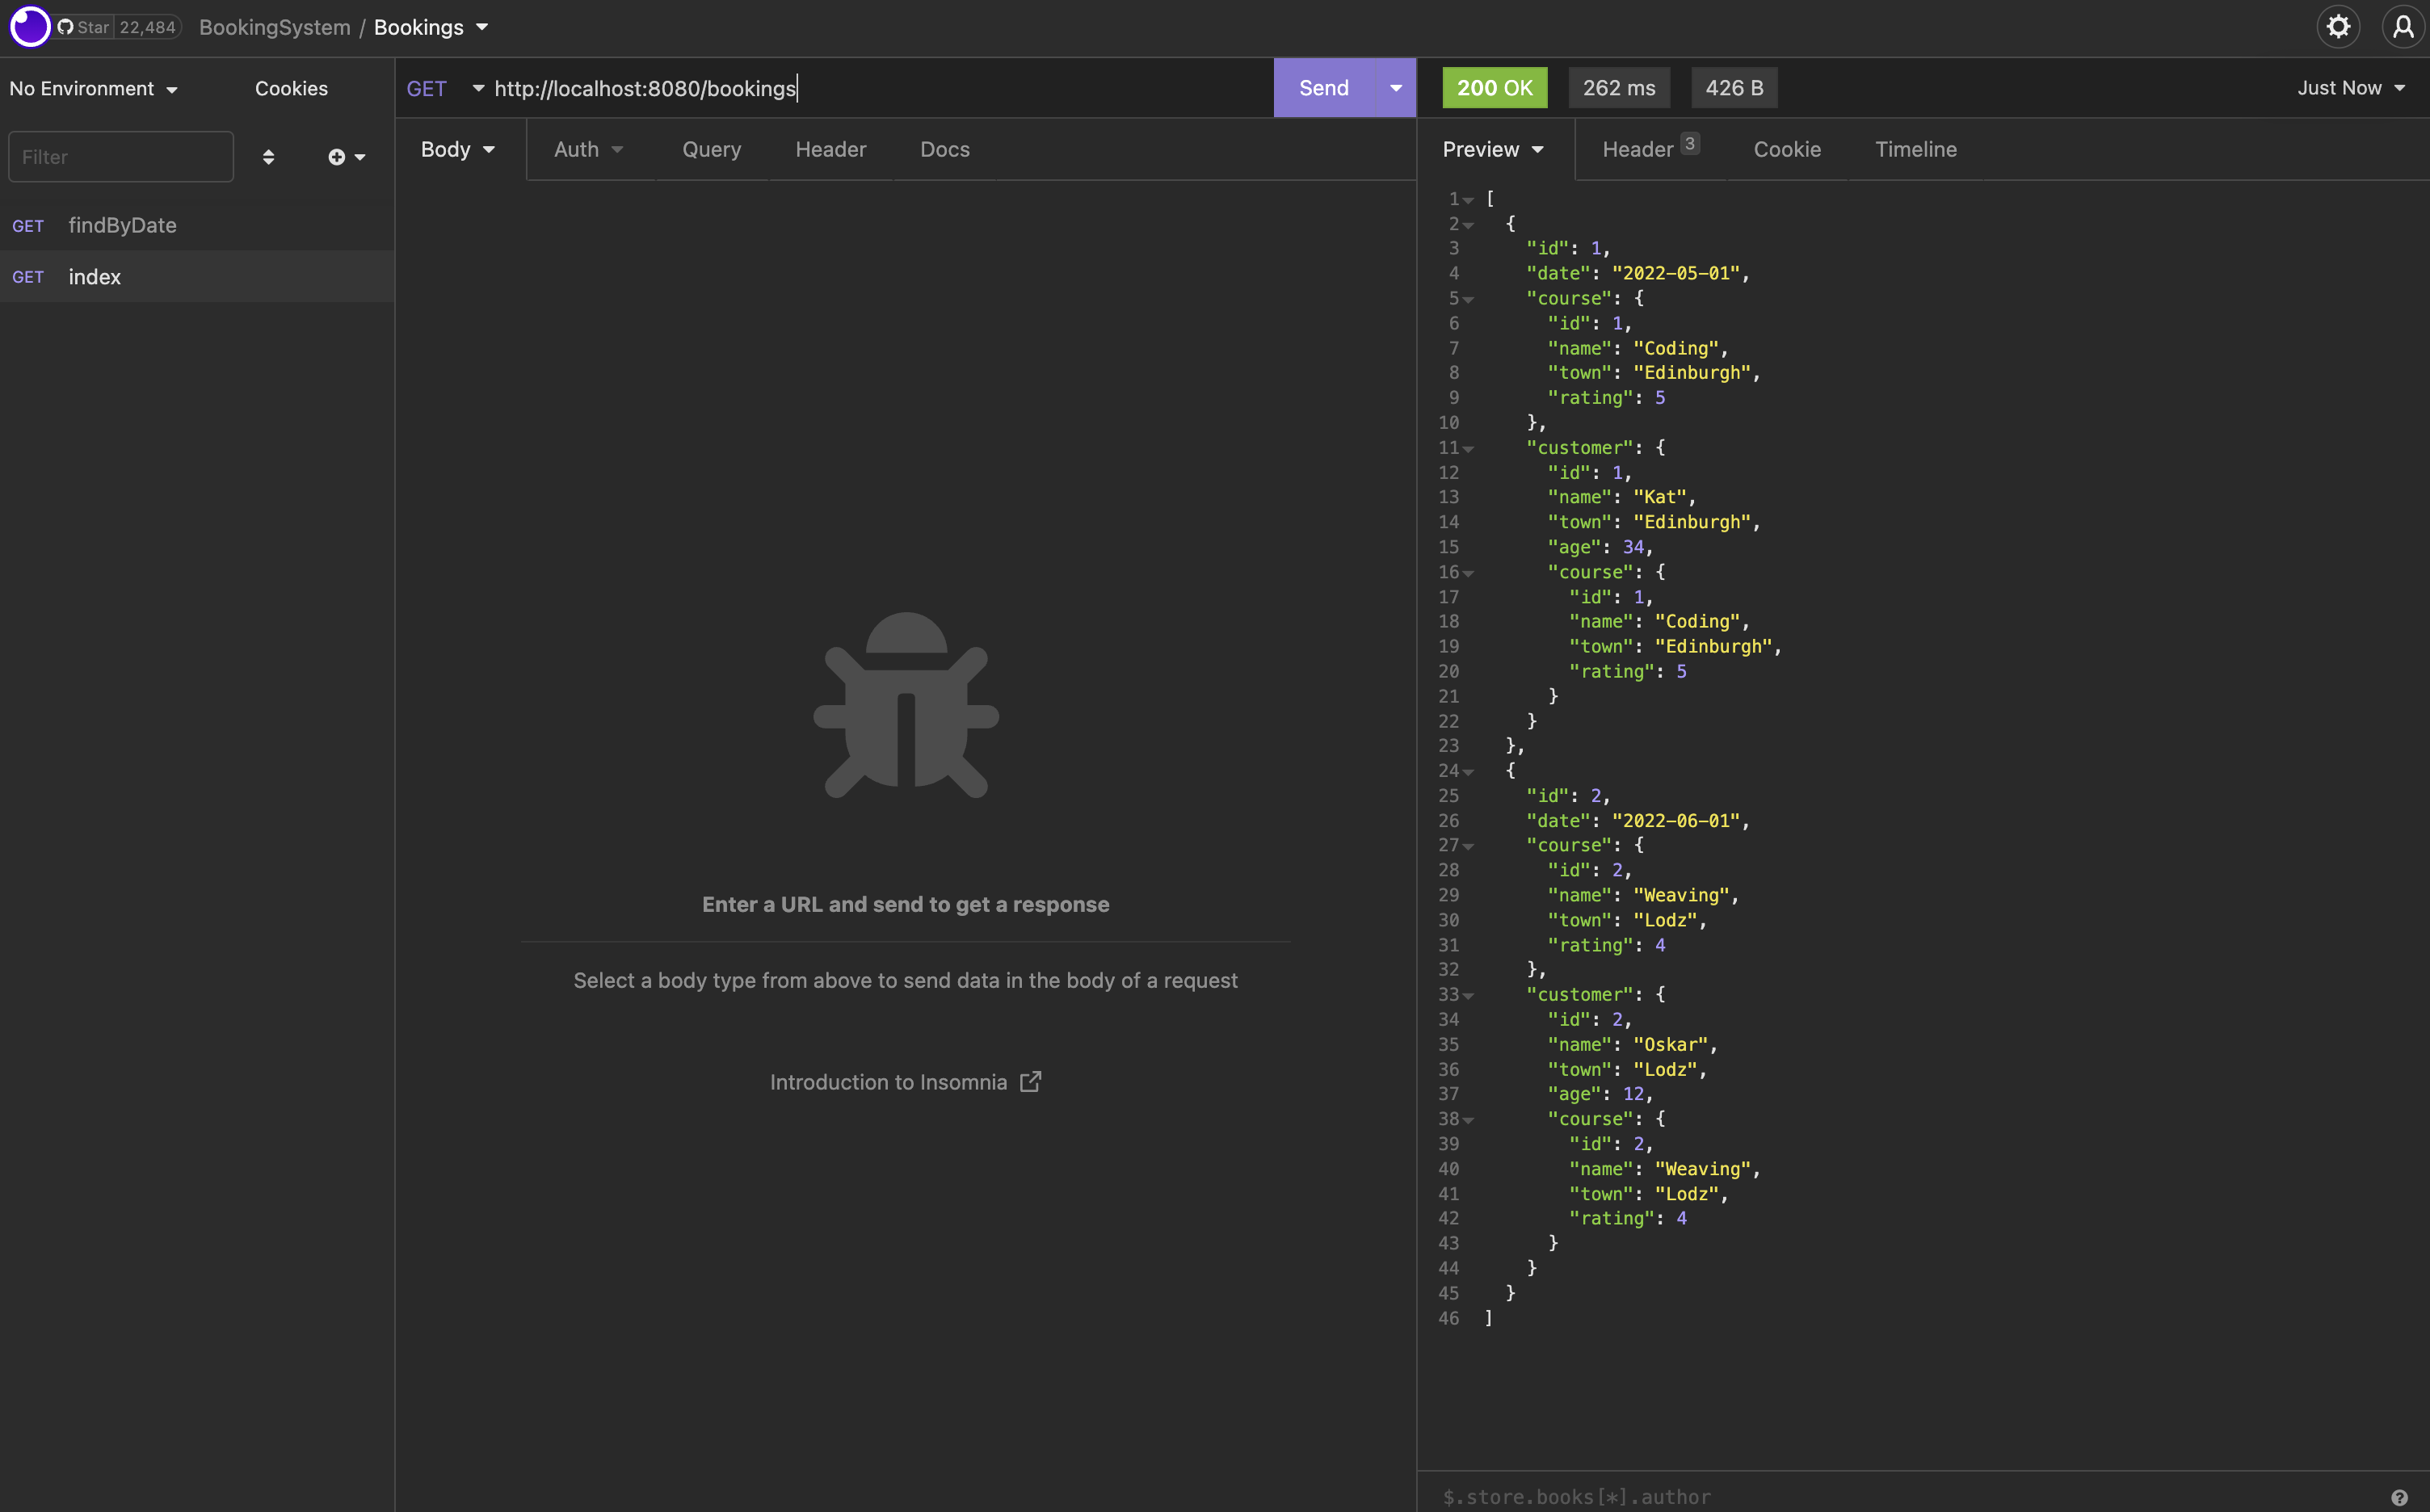 Star 22,484 BookingSystem / Bookings
No Environment Cookies
Filter
GET findByDate
GET index
GET http://localhost:8080/bookings Send
Body Auth Query Header Docs
Enter a URL and send to get a response
Select a body type from above to send data in the body of a request
Introduction to Insomnia
200 OK 262 ms 426 B Just Now
Preview Header 3 Cookie Timeline
1 [
2 {
3 "id": 1,
4 "date": "2022-05-01",
5 "course": {
6 "id": 1,
7 "name": "Coding",
8 "town": "Edinburgh",
9 "rating": 5
10 },
11 "customer": {
12 "id": 1,
13 "name": "Kat",
14 "town": "Edinburgh",
15 "age": 34,
16 "course": {
17 "id": 1,
18 "name": "Coding",
19 "town": "Edinburgh",
20 "rating": 5
21 }
22 }
23 },
24 {
25 "id": 2,
26 "date": "2022-06-01",
27 "course": {
28 "id": 2,
29 "name": "Weaving",
30 "town": "Lodz",
31 "rating": 4
32 },
33 "customer": {
34 "id": 2,
35 "name": "Oskar",
36 "town": "Lodz",
37 "age": 12,
38 "course": {
39 "id": 2,
40 "name": "Weaving",
41 "town": "Lodz",
42 "rating": 4
43 }
44 }
45 }
46 ]
$.store.books[*].author ?